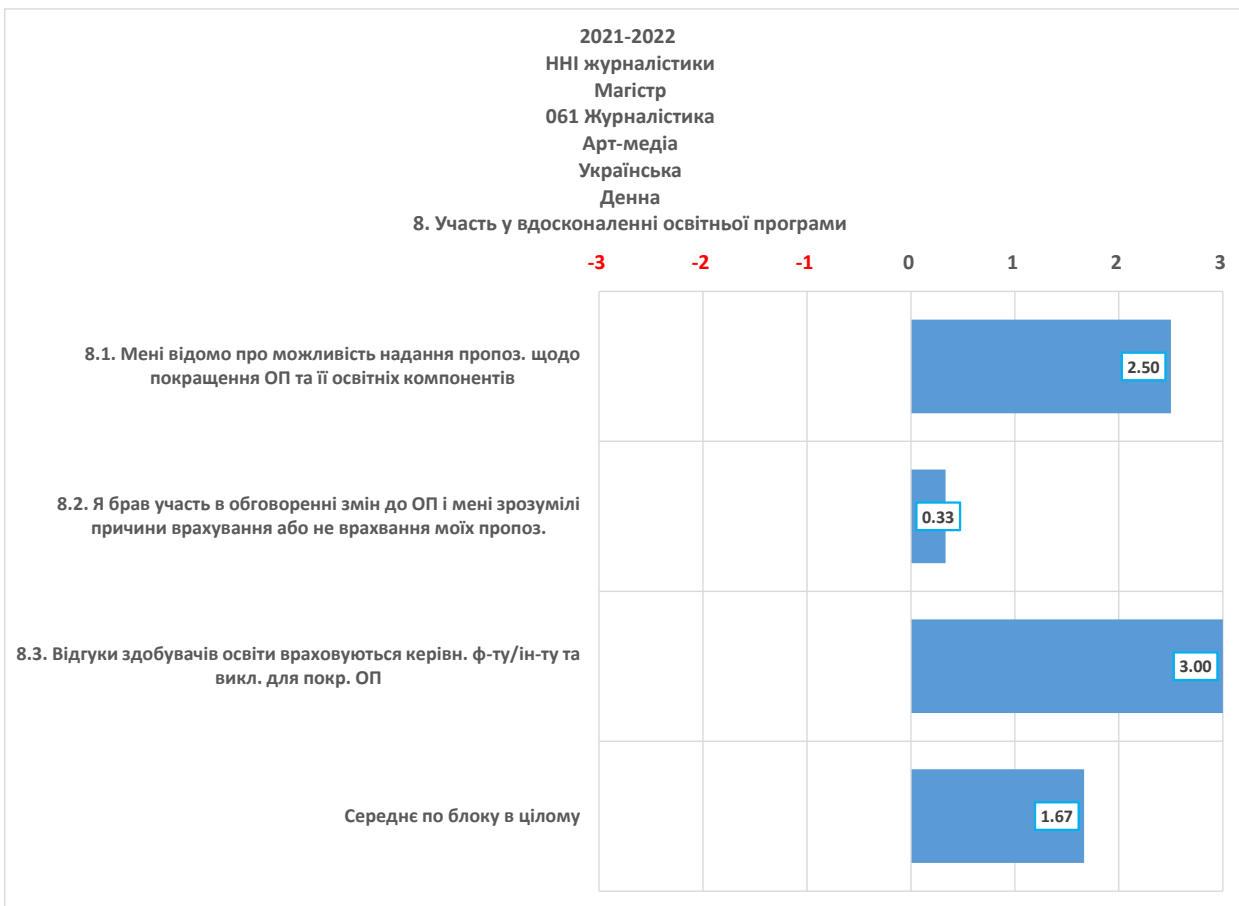 2021-2022
ННІ журналістики
Магістр
061 Журналістика
Арт-медіа
Українська
Денна
8. Участь у вдосконаленні освітньої програми
-3 -2 -1 0 1 2 3
8.1. Мені відомо про можливість надання пропоз. щодо
покращення ОП та її освітніх компонентів
2.50
8.2. Я брав участь в обговоренні змін до ОП і мені зрозумілі
причини врахування або не врахвання моїх пропоз.
0.33
8.3. Відгуки здобувачів освіти враховуються керівн. ф-ту/ін-ту та
викл. для покр. ОП
3.00
Середнє по блоку в цілому
1.67